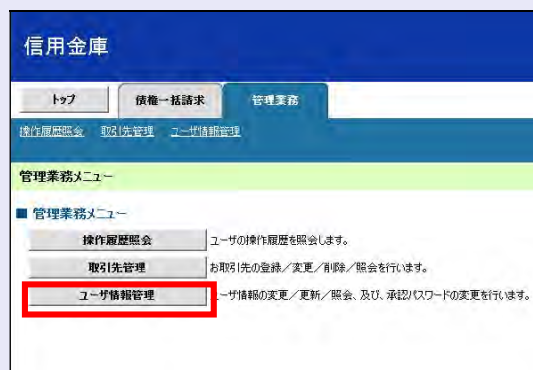 信用金庫
トップ 債権一括請求 管理業務
操作履歴照会 取引先管理 ユーザ情報管理
管理業務メニュー
■ 管理業務メニュー
操作履歴照会 ユーザの操作履歴を照会します。
取引先管理 お取引先の登録／変更／削除／照会を行います。
ユーザ情報管理 ユーザ情報の変更／更新／照会、及び、承認パスワードの変更を行います。